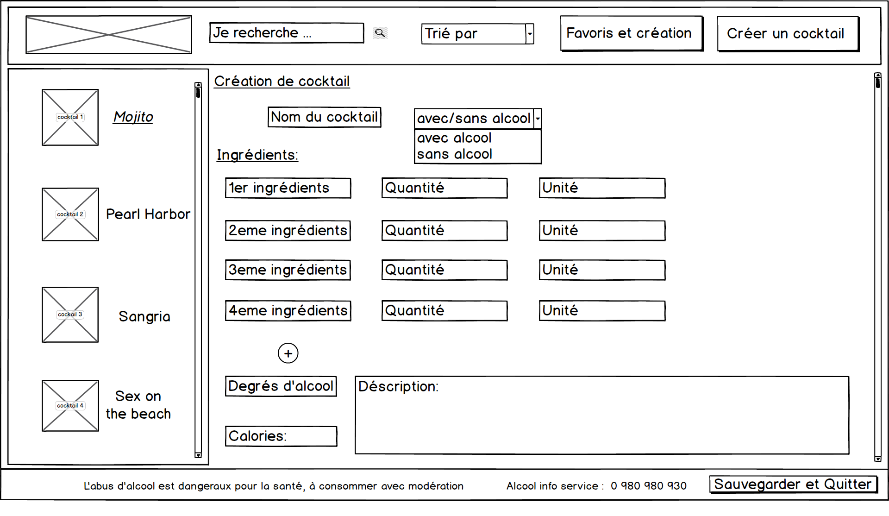 Je recherche ...
Trié par
Favoris et création
Créer un cocktail
cocktail 1
Mojito
cocktail 2
Pearl Harbor
cocktail 3
Sangria
cocktail 4
Sex on
the beach
Création de cocktail
Nom du cocktail
avec/sans alcool
avec alcool
sans alcool
Ingrédients:
1er ingrédients Quantité Unité
2eme ingrédients Quantité Unité
3eme ingrédients Quantité Unité
4eme ingrédients Quantité Unité
+
Degrés d'alcool
Déscription:
Calories:
L'abus d'alcool est dangeraux pour la santé, à consommer avec modération
Alcool info service : 0 980 980 930
Sauvegarder et Quitter